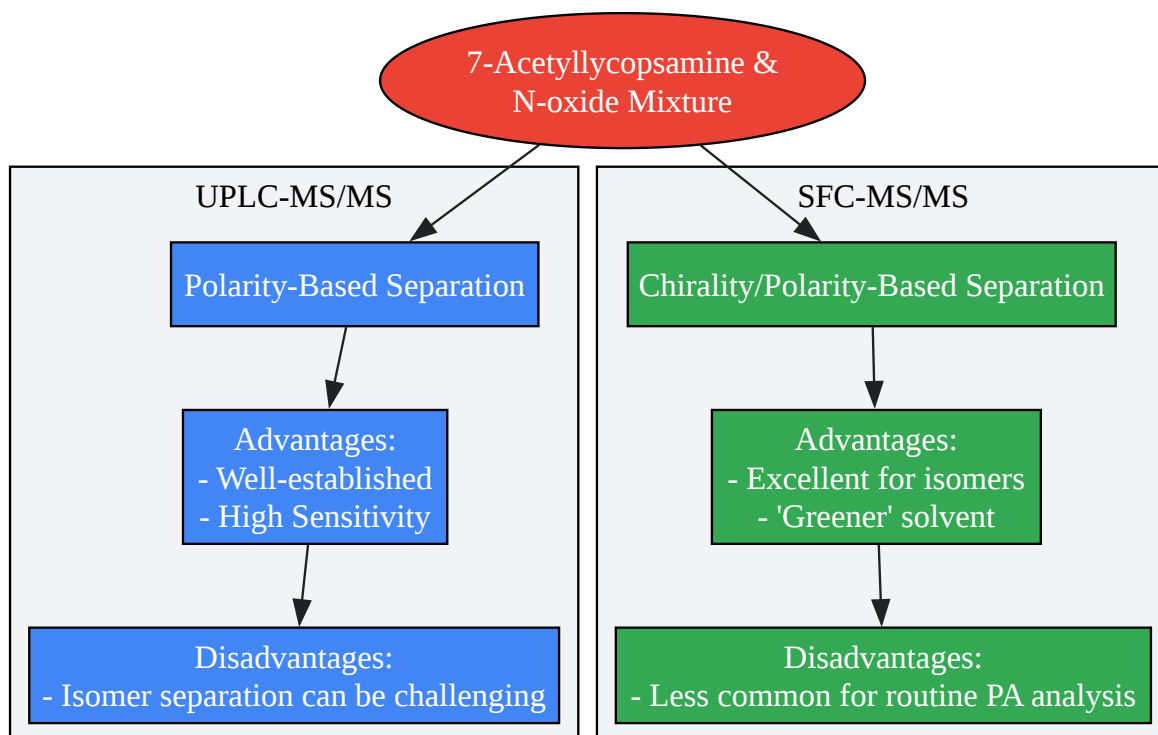 7-Acetyllycopsamine &
N-oxide Mixture
UPLC-MS/MS
Polarity-Based Separation
Advantages:
- Well-established
- High Sensitivity
Disadvantages:
- Isomer separation can be challenging
SFC-MS/MS
Chirality/Polarity-Based Separation
Advantages:
- Excellent for isomers
- 'Greener' solvent
Disadvantages:
- Less common for routine PA analysis